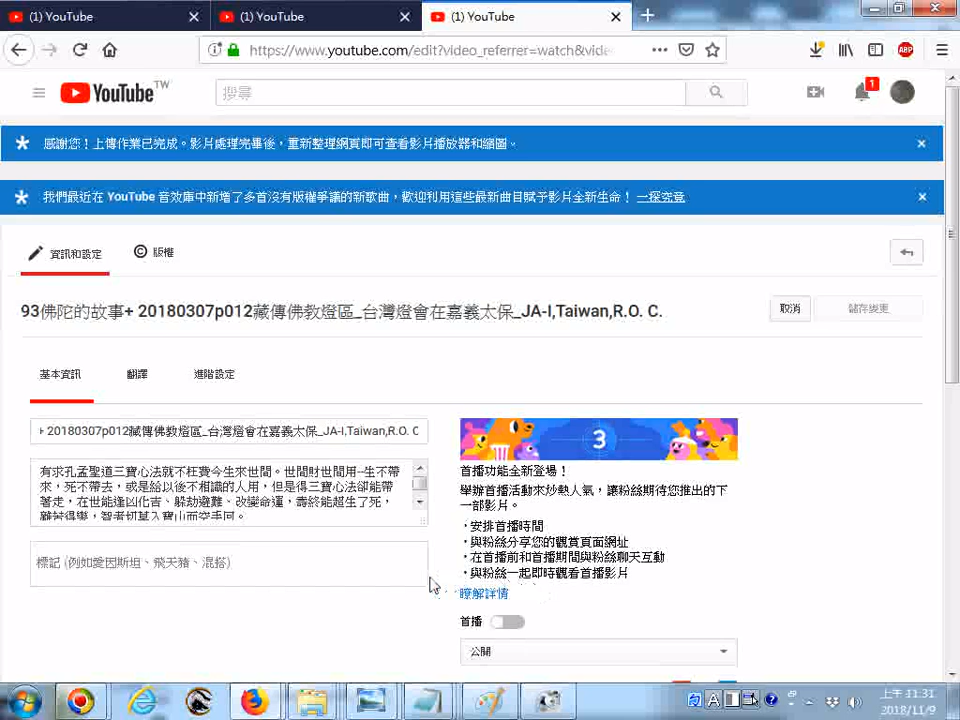 (1) YouTube
(1) YouTube
(1) YouTube
https://www.youtube.com/edit?video_referrer=watch&vide
ABP
YouTube TW
搜尋
1
感謝您！上傳作業已完成。影片處理完畢後，重新整理網頁即可查看影片播放器和縮圖。
我們最近在 YouTube 音效庫中新增了多首沒有版權爭議的新歌曲，歡迎利用這些最新曲目賦予影片全新生命！ 一探究竟
資訊和設定
© 版權
93佛陀的故事+ 20180307p012藏傳佛教燈區_台灣燈會在嘉義太保_JA-I,Taiwan,R.O. C.
取消
儲存變更
基本資訊
翻譯
進階設定
20180307p012藏傳佛教燈區_台灣燈會在嘉義太保_JA-I,Taiwan,R.O. C
有求孔孟聖道三寶心法就不枉費今生來世間。世間財世間用--生不帶
來，死不帶去，或是給以後不相識的人用，但是得三寶心法卻能帶
著走，在世能逢凶化吉、躲劫避難、改變命運，壽終能超生了死，
離苦得樂，智者切莫入寶山而空手回。
標記 (例如愛因斯坦、飛天豬、混搭)
3
首播功能全新登場！
舉辦首播活動來炒熱人氣，讓粉絲期待您推出的下
一部影片。
・安排首播時間
・與粉絲分享您的觀賞頁面網址
・在首播前和首播期間與粉絲聊天互動
・與粉絲一起即時觀看首播影片
瞭解詳情
首播
公開
A
上午 11:31
2018/11/9